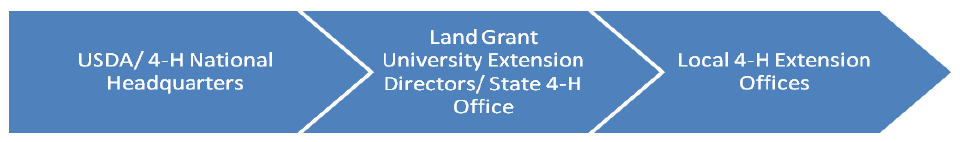 USDA/ 4-H National
Headquarters
Land Grant
University Extension
Directors/ State 4-H
Office
Local 4-H Extension
Offices